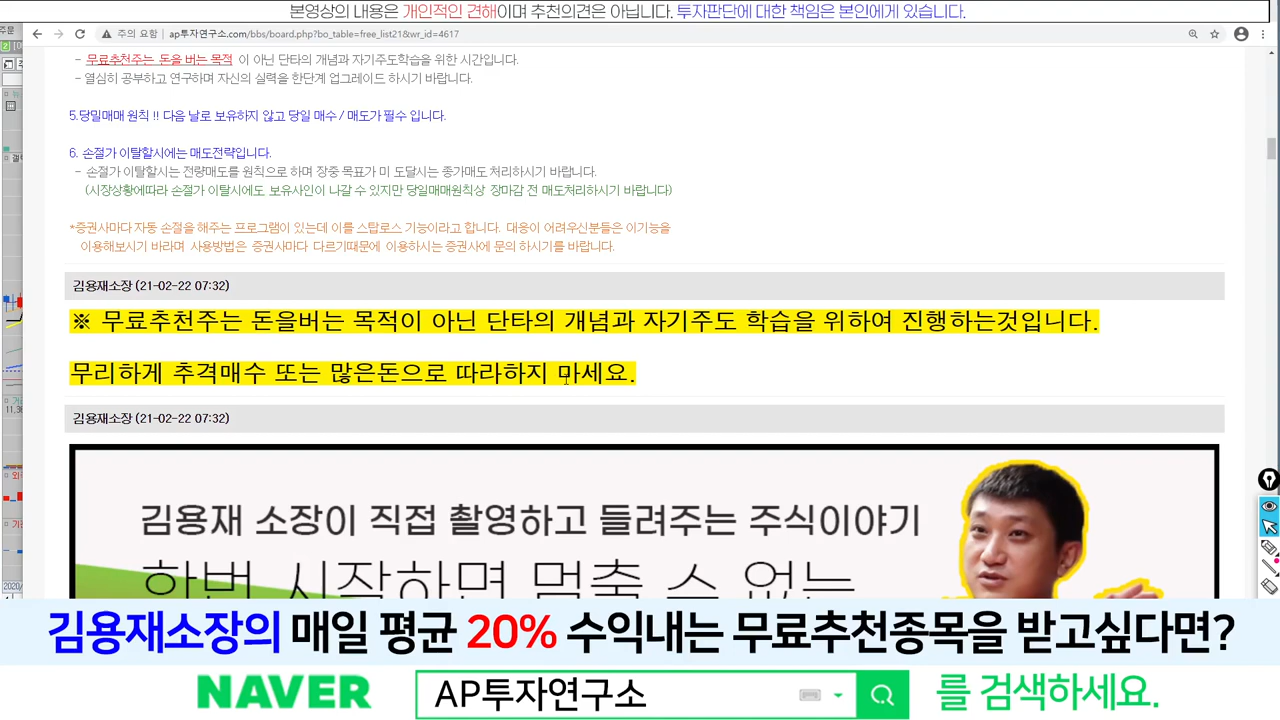 본영상의 내용은 개인적인 견해이며 추천의견은 아닙니다. 투자판단에 대한 책임은 본인에게 있습니다.
주의 요함 | ap투자연구소.com/bbs/board.php?bo_table=free_list21&wr_id=4617
- 무료추천주는 돈을 버는 목적 이 아닌 단타의 개념과 자기주도학습을 위한 시간입니다.
- 열심히 공부하고 연구하며 자신의 실력을 한단계 업그레이드 하시기 바랍니다.
5.당밀매매 원칙 !! 다음 날로 보유하지 않고 당일 매수 / 매도가 필수 입니다.
6. 손절가 이탈할시에는 매도전략입니다.
- 손절가 이탈할시는 전량매도를 원칙으로 하며 장중 목표가 미 도달시는 종가매도 처리하시기 바랍니다.
(시장상황에따라 손절가 이탈시에도 보유사인이 나갈 수 있지만 당일매매원칙상 장마감 전 매도처리하시기 바랍니다)
*증권사마다 자동 손절을 해주는 프로그램이 있는데 이를 스탑로스 기능이라고 합니다. 대응이 어려우신분들은 이기능을
이용해보시기 바라며 사용방법은 증권사마다 다르기때문에 이용하시는 증권사에 문의 하시기를 바랍니다.
김용재소장 (21-02-22 07:32)
※ 무료추천주는 돈을버는 목적이 아닌 단타의 개념과 자기주도 학습을 위하여 진행하는것입니다.
무리하게 추격매수 또는 많은돈으로 따라하지 마세요.
김용재소장 (21-02-22 07:32)
김용재 소장이 직접 촬영하고 들려주는 주식이야기
한번 시작하면 멈출 수 없는
김용재소장의 매일 평균 20% 수익내는 무료추천종목을 받고싶다면?
NAVER AP투자연구소 를 검색하세요.